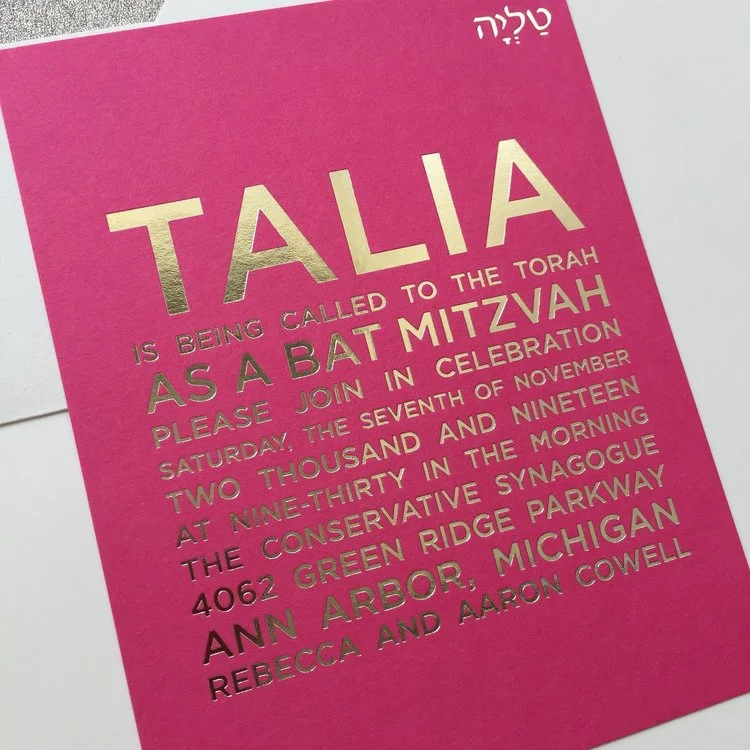 טַלְיָה
TALIA
IS BEING CALLED TO THE TORAH
AS A BAT MITZVAH
PLEASE JOIN IN CELEBRATION
SATURDAY, THE SEVENTH OF NOVEMBER
TWO THOUSAND AND NINETEEN
AT NINE-THIRTY IN THE MORNING
THE CONSERVATIVE SYNAGOGUE
4062 GREEN RIDGE PARKWAY
ANN ARBOR, MICHIGAN
REBECCA AND AARON COWELL